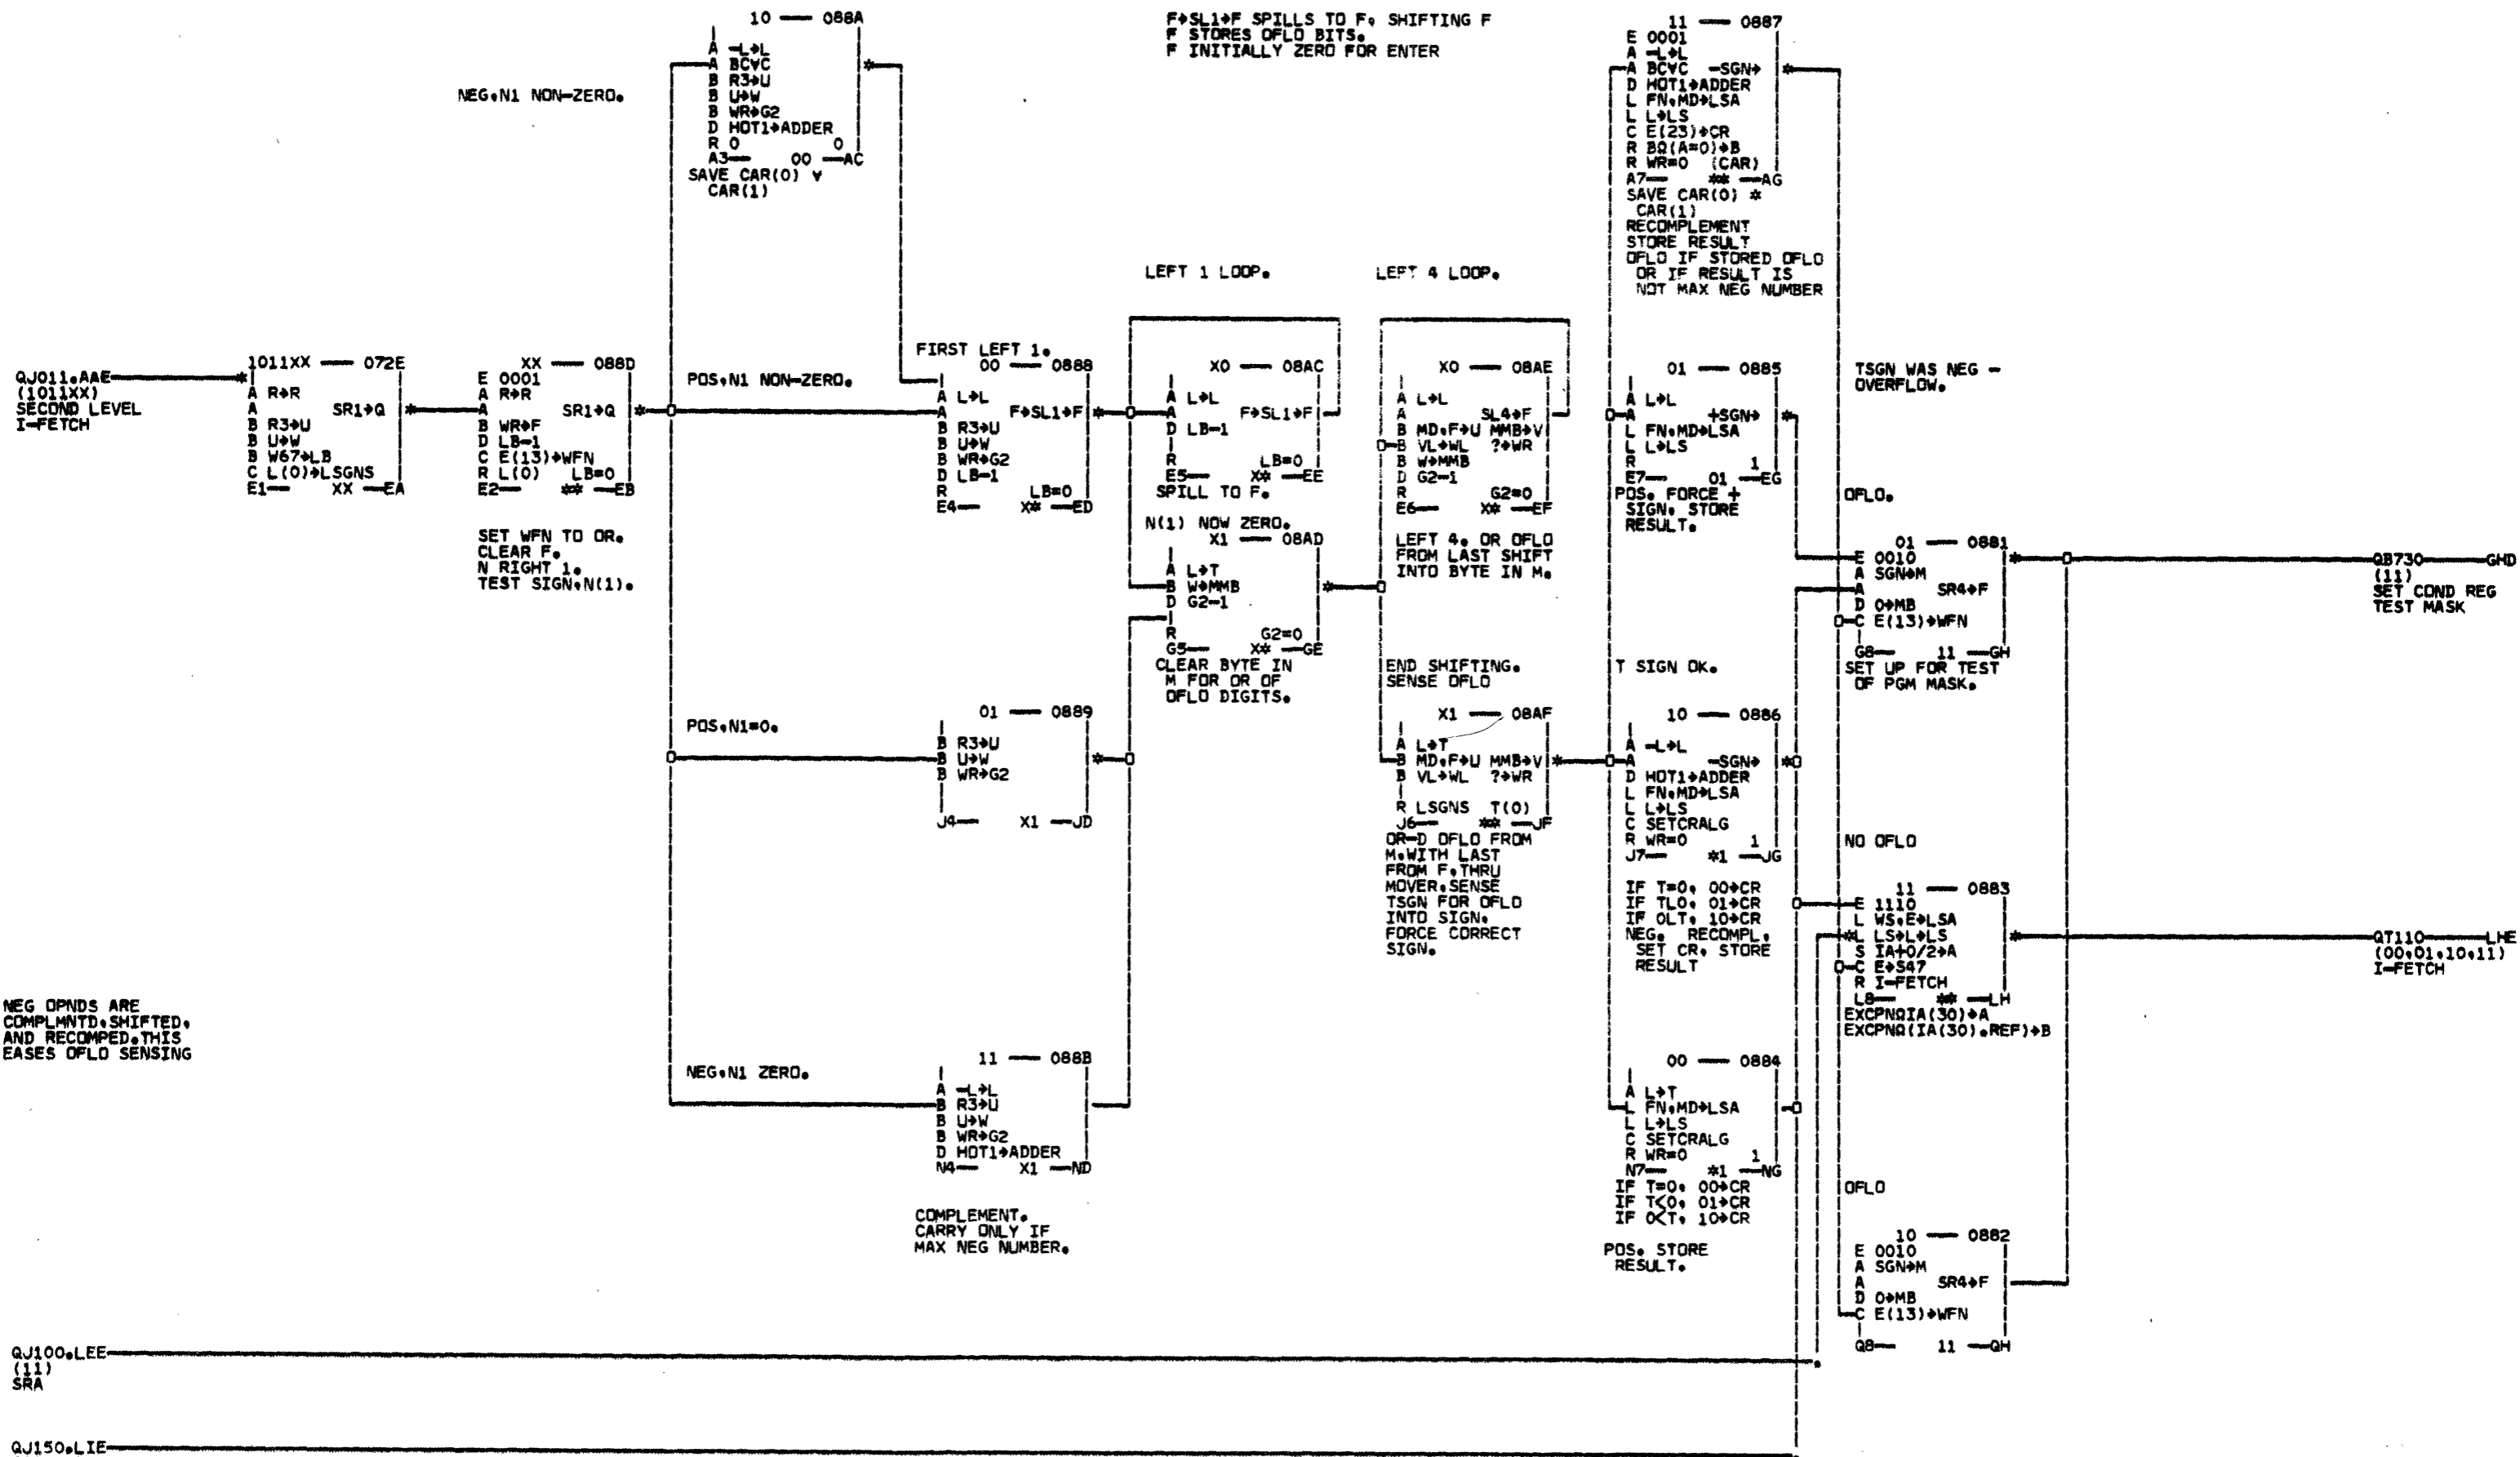 10 — 088A
A —L→L
A BC∀C
B R3→U
B U→W
B WR→G2
D HOT1→ADDER
R 0 0
A3— 00 —AC
SAVE CAR(0) ∀
CAR(1)
NEG,N1 NON-ZERO.
F→SL1→F SPILLS TO F, SHIFTING F
F STORES OFLO BITS.
F INITIALLY ZERO FOR ENTER
11 — 0887
E 0001
A —L→L
A BC∀C —SGN→
D HOT1→ADDER
L FN,MD→LSA
L L→LS
C E(23)→CR
R BΩ(A=0)→B
R WR=0 (CAR)
A7— ** —AG
SAVE CAR(0) *
CAR(1)
RECOMPLEMENT
STORE RESULT
OFLO IF STORED OFLO
OR IF RESULT IS
NOT MAX NEG NUMBER
QJ011.AAE
(1011XX)
SECOND LEVEL
I-FETCH
1011XX — 072E
A R→R
A SR1→Q
B R3→U
B U→W
B W67→LB
C L(0)→LSGNS
E1— XX —EA
XX — 088D
E 0001
A R→R
A SR1→Q
B WR→F
D LB-1
C E(13)→WFN
R L(0) LB=0
E2— ** —EB
SET WFN TO OR.
CLEAR F.
N RIGHT 1.
TEST SIGN,N(1).
POS,N1 NON-ZERO.
FIRST LEFT 1.
00 — 0888
A L→L
A F→SL1→F
B R3→U
B U→W
B WR→G2
D LB-1
R LB=0
E4— X* —ED
LEFT 1 LOOP.
X0 — 08AC
A L→L
A F→SL1→F
D LB-1
R LB=0
E5— X* —EE
SPILL TO F.
N(1) NOW ZERO.
X1 — 08AD
A L→T
B W→MMB
D G2-1
R G2=0
G5— X* —GE
CLEAR BYTE IN
M FOR OR OF
OFLO DIGITS.
LEFT 4 LOOP.
X0 — 08AE
A L→L
A SL4→F
B MD,F→U MMB→V
B VL→WL ?→WR
B W→MMB
D G2-1
R G2=0
E6— X* —EF
LEFT 4, OR OFLO
FROM LAST SHIFT
INTO BYTE IN M.
01 — 0885
A L→L
A +SGN→
L FN,MD→LSA
L L→LS
R 1
E7— 01 —EG
POS. FORCE +
SIGN. STORE
RESULT.
TSGN WAS NEG —
OVERFLOW.
OFLO.
01 — 0881
E 0010
A SGN→M
A SR4→F
D 0→MB
C E(13)→WFN
G8— 11 —GH
SET UP FOR TEST
OF PGM MASK.
QB730—GHD
(11)
SET COND REG
TEST MASK
POS,N1=0.
01 — 0889
B R3→U
B U→W
B WR→G2
J4— X1 —JD
END SHIFTING.
SENSE OFLO
X1 — 08AF
A L→T
B MD,F→U MMB→V
B VL→WL ?→WR
R LSGNS T(0)
J6— ** —JF
OR-D OFLO FROM
M,WITH LAST
FROM F,THRU
MOVER,SENSE
TSGN FOR OFLO
INTO SIGN.
FORCE CORRECT
SIGN.
T SIGN OK.
10 — 0886
A —L→L
A —SGN→
D HOT1→ADDER
L FN,MD→LSA
L L→LS
C SETCRALG
R WR=0 1
J7— *1 —JG
IF T=0, 00→CR
IF TLO, 01→CR
IF OLT, 10→CR
NEG. RECOMPL,
SET CR, STORE
RESULT
NO OFLO
11 — 0883
E 1110
L WS,E→LSA
L LS→L→LS
S IA+0/2→A
C E→S47
R I-FETCH
L8— ** —LH
EXCPNΩIA(30)→A
EXCPNΩ(IA(30),REF)→B
QT110—LHE
(00,01,10,11)
I-FETCH
NEG OPNDS ARE
COMPLMNTD,SHIFTED,
AND RECOMPED.THIS
EASES OFLO SENSING
NEG,N1 ZERO.
11 — 088B
A —L→L
B R3→U
B U→W
B WR→G2
D HOT1→ADDER
N4— X1 —ND
COMPLEMENT.
CARRY ONLY IF
MAX NEG NUMBER.
00 — 0884
A L→T
L FN,MD→LSA
L L→LS
C SETCRALG
R WR=0 1
N7— *1 —NG
IF T=0, 00→CR
IF T<0, 01→CR
IF 0<T, 10→CR
POS. STORE
RESULT.
OFLO
10 — 0882
E 0010
A SGN→M
A SR4→F
D 0→MB
C E(13)→WFN
Q8— 11 —QH
QJ100.LEE
(11)
SRA
QJ150.LIE